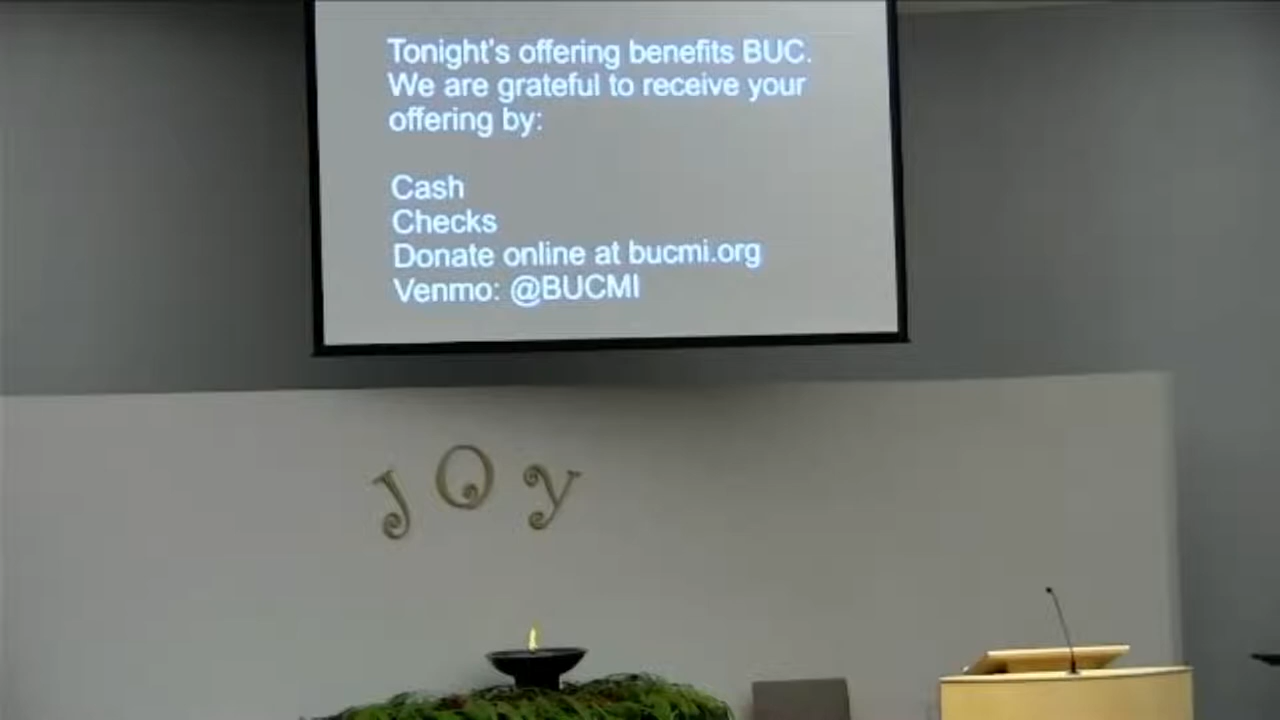 Tonight's offering benefits BUC.
We are grateful to receive your
offering by:
Cash
Checks
Donate online at bucmi.org
Venmo: @BUCMI
JOy